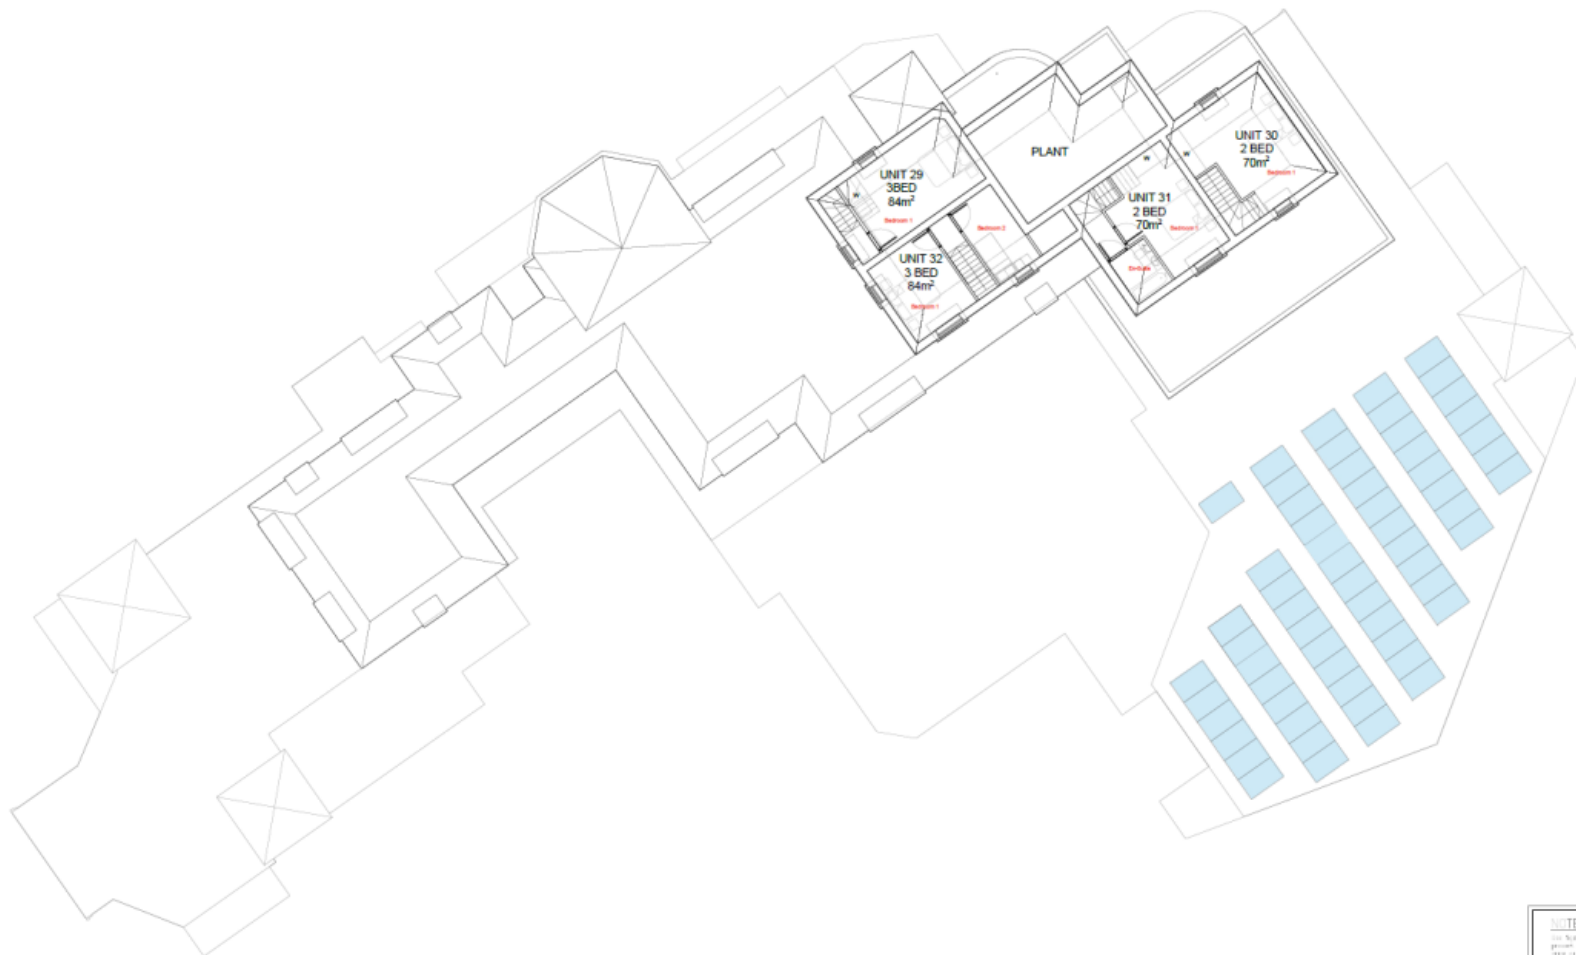 UNIT 29
3BED
84m²
W
Bedroom 1
PLANT
UNIT 30
2 BED
70m²
Bedroom 1
W
W
UNIT 31
2 BED
70m²
Bedroom 1
En-Suite
Bedroom 2
UNIT 32
3 BED
84m²
Bedroom 1